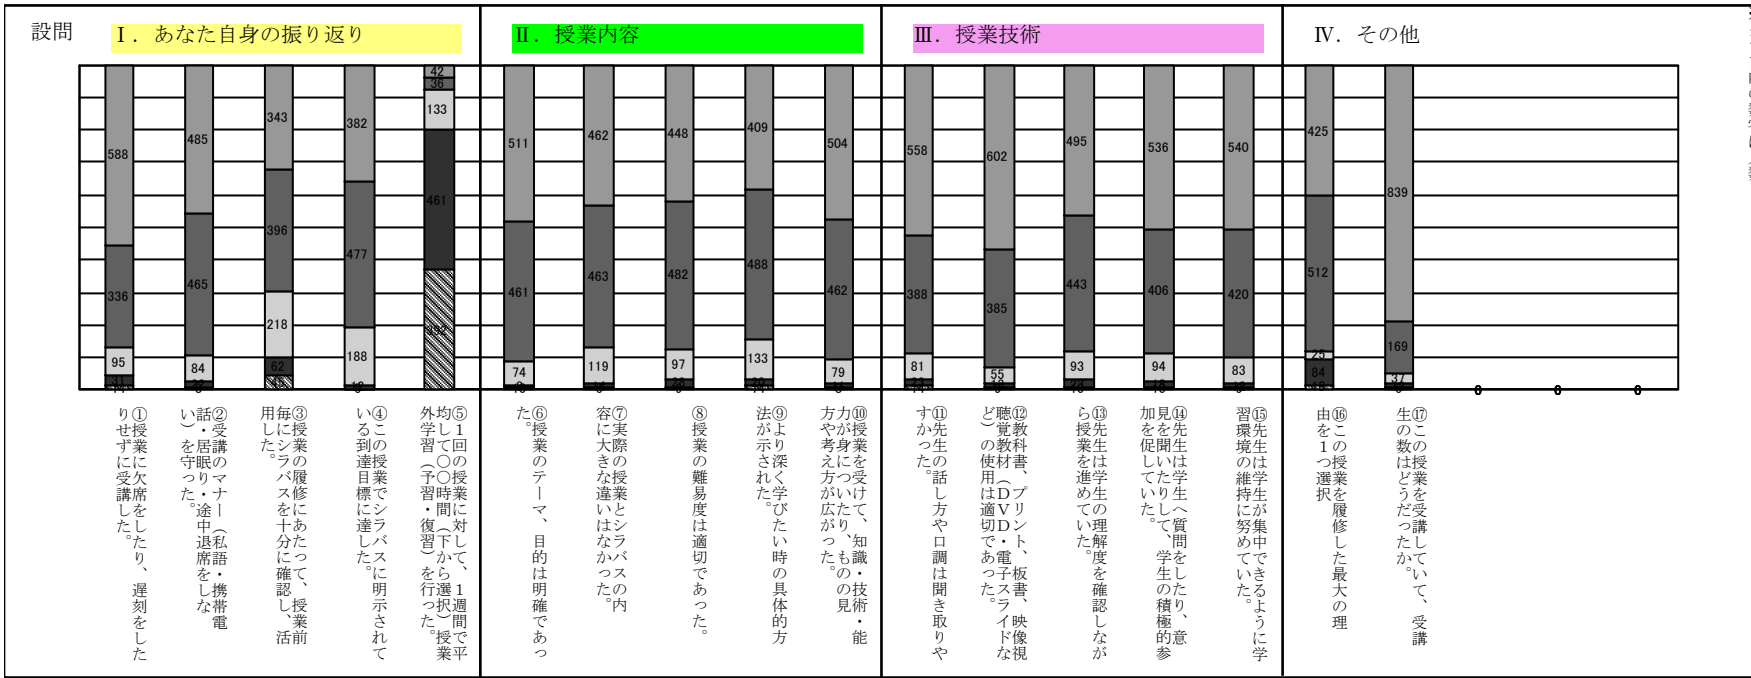 設問
Ⅰ．あなた自身の振り返り
Ⅱ．授業内容
Ⅲ．授業技術
Ⅳ．その他
588
336
95
31
485
465
84
343
396
218
62
45
382
477
188
42
36
133
461
392
511
461
74
462
463
119
448
482
97
28
409
488
133
504
462
79
558
388
81
23
602
385
55
495
443
93
536
406
94
540
420
83
425
512
25
84
839
169
37
0
0
0
①授業に欠席をしたり、遅刻をした
りせずに受講した。
②受講のマナー（私語・携帯電
話・居眠り・途中退席をしな
い）を守った。
③授業の履修にあたって、授業前
毎にシラバスを十分に確認し、活
用した。
④この授業でシラバスに明示されて
いる到達目標に達した。
⑤１回の授業に対して、１週間で平
均して〇〇時間（下から選択）授業
外学習（予習・復習）を行った。
⑥授業のテーマ、目的は明確であっ
た。
⑦実際の授業とシラバスの内
容に大きな違いはなかった。
⑧授業の難易度は適切であった。
⑨より深く学びたい時の具体的方
法が示された。
⑩授業を受けて、知識・技術・能
力が身についたり、ものの見
方や考え方が広がった。
⑪先生の話し方や口調は聞き取りや
すかった。
⑫教科書、プリント、板書、映像視
聴覚教材（ＤＶＤ・電子スライドな
ど）の使用は適切であった。
⑬先生は学生の理解度を確認しなが
ら授業を進めていた。
⑭先生は学生へ質問をしたり、意
見を聞いたりして、学生の積極的参
加を促していた。
⑮先生は学生が集中できるように学
習環境の維持に努めていた。
⑯この授業を履修した最大の理
由を１つ選択
⑰この授業を受講していて、受講
生の数はどうだったか。